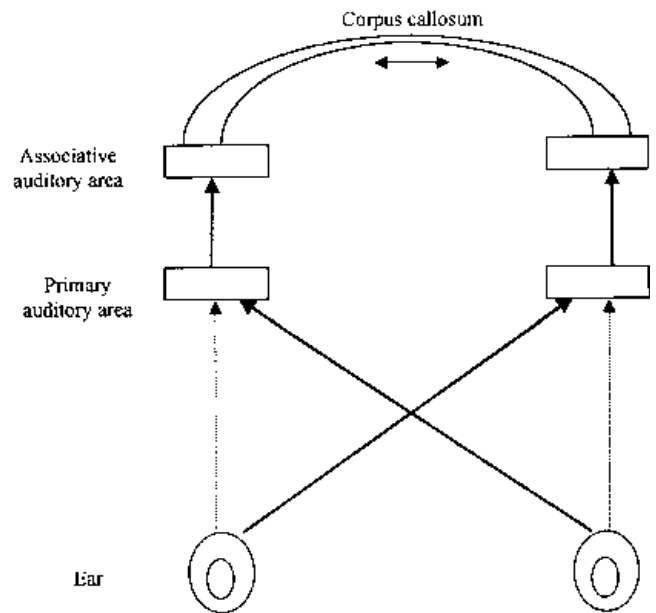 Corpus callosum
Associative
auditory area
Primary
auditory area
Ear